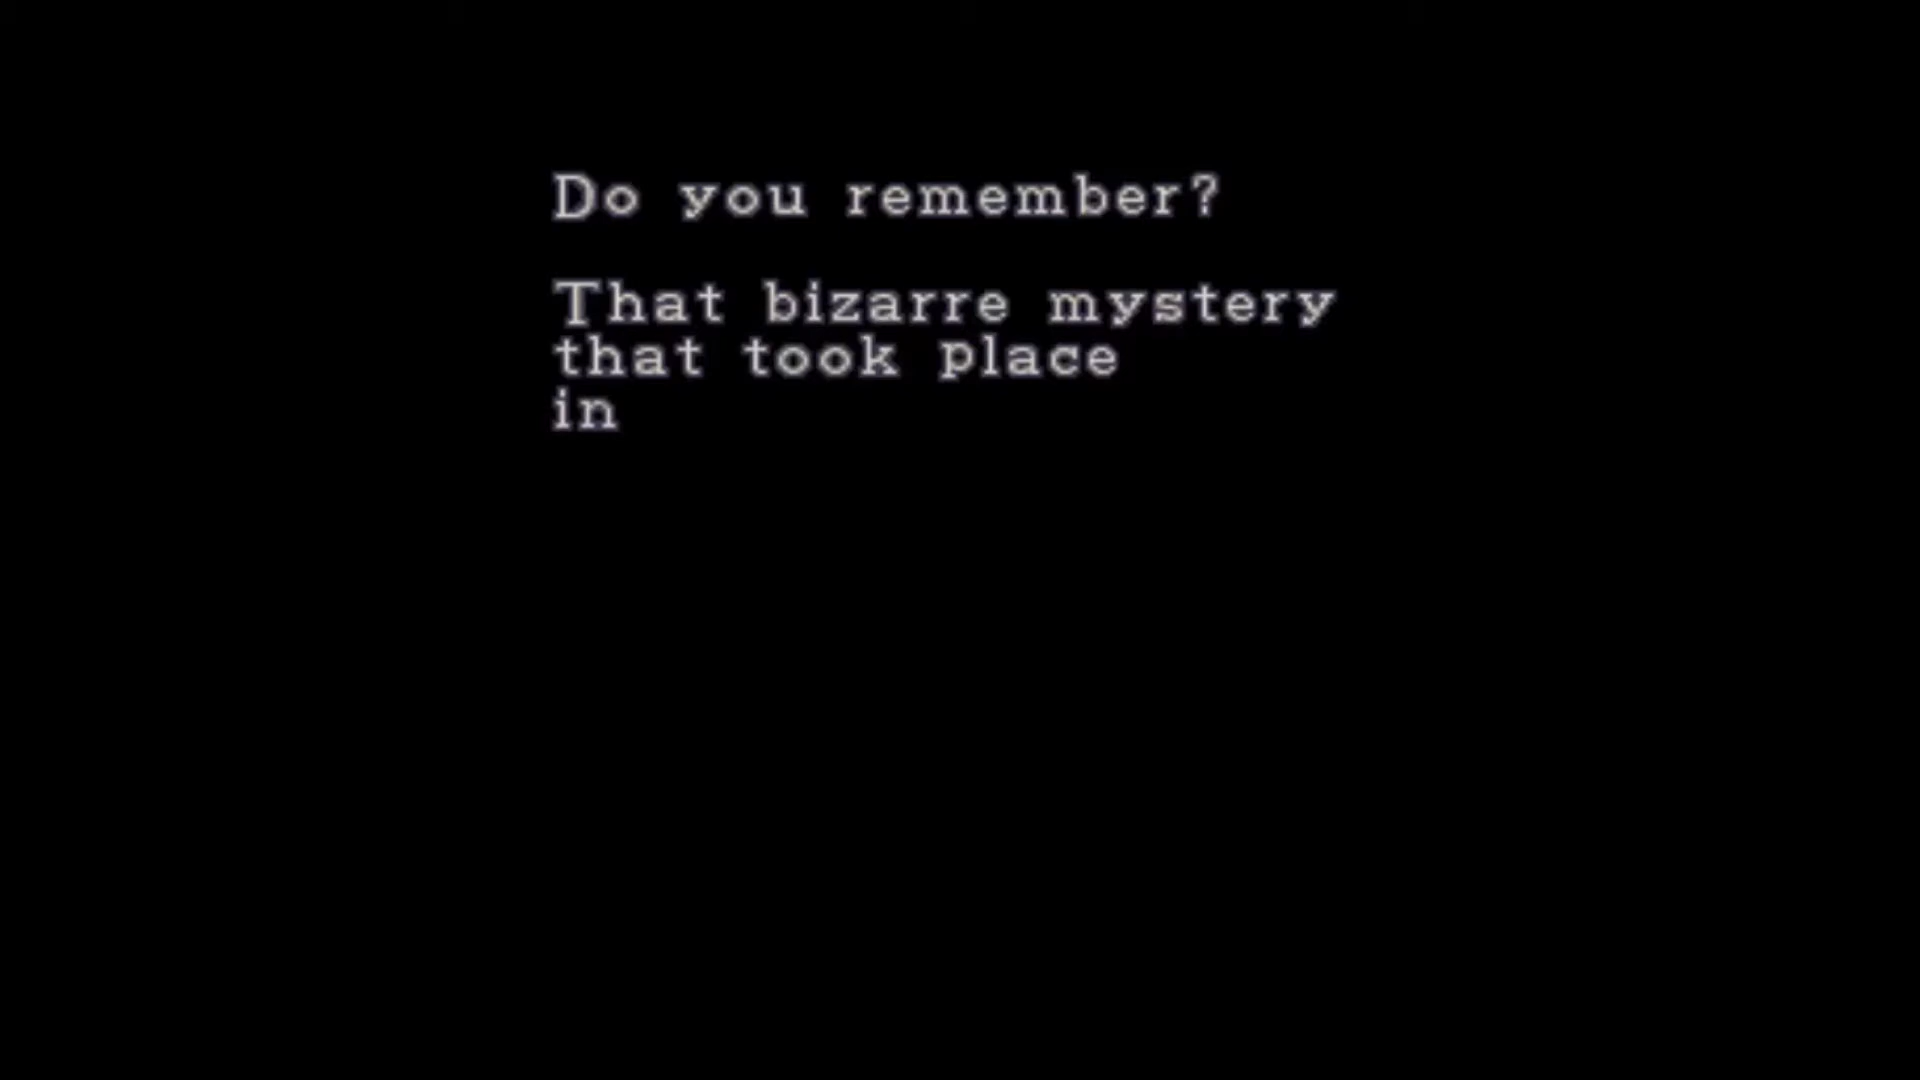 Do you remember?
That bizarre mystery
that took place
in